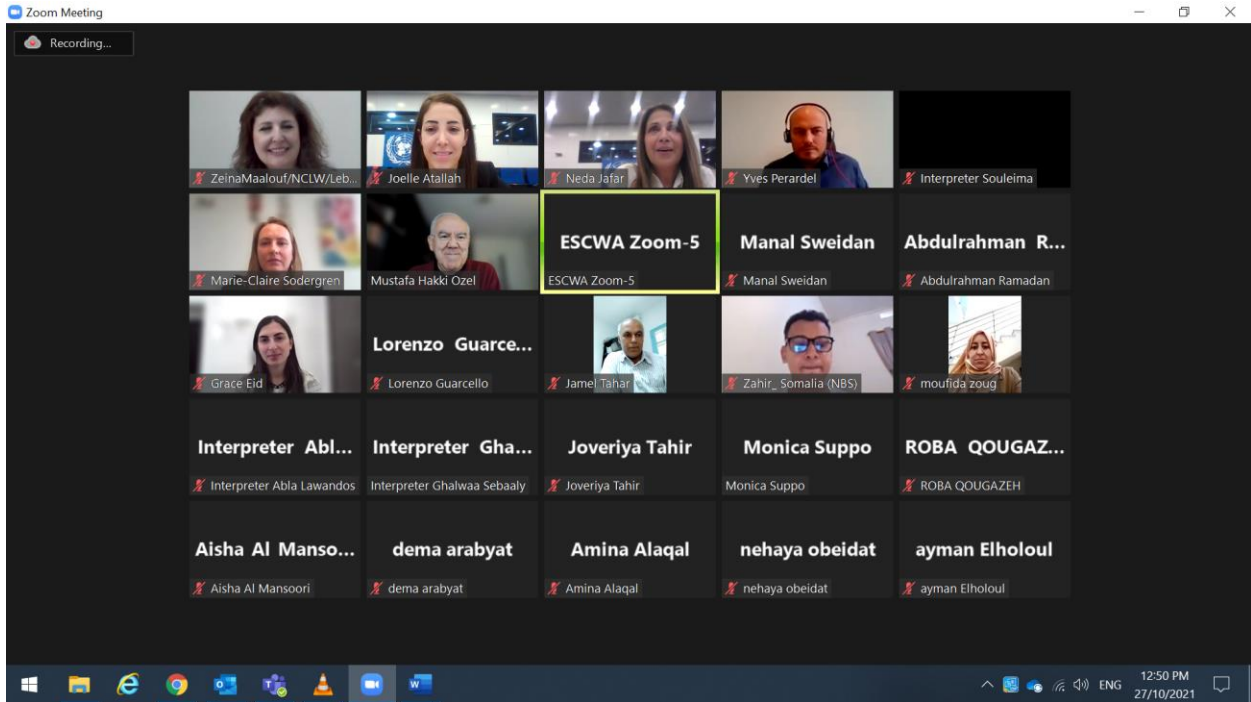 Zoom Meeting
Recording...
ZeinaMaalouf/NCLW/Leb...
Joelle Atallah
Neda Jafar
Yves Perardel
Interpreter Souleima
Marie-Claire Sodergren
Mustafa Hakki Ozel
ESCWA Zoom-5
ESCWA Zoom-5
Manal Sweidan
Manal Sweidan
Abdulrahman R...
Abdulrahman Ramadan
Grace Eid
Lorenzo Guarce...
Lorenzo Guarcello
Jamel Tahar
Zahir_ Somalia (NBS)
moufida zoug
Interpreter Abl...
Interpreter Abla Lawandos
Interpreter Gha...
Interpreter Ghalwaa Sebaaly
Joveriya Tahir
Joveriya Tahir
Monica Suppo
Monica Suppo
ROBA QOUGAZ...
ROBA QOUGAZEH
Aisha Al Manso...
Aisha Al Mansoori
dema arabyat
dema arabyat
Amina Alaqal
Amina Alaqal
nehaya obeidat
nehaya obeidat
ayman Elholoul
ayman Elholoul
ENG
12:50 PM
27/10/2021